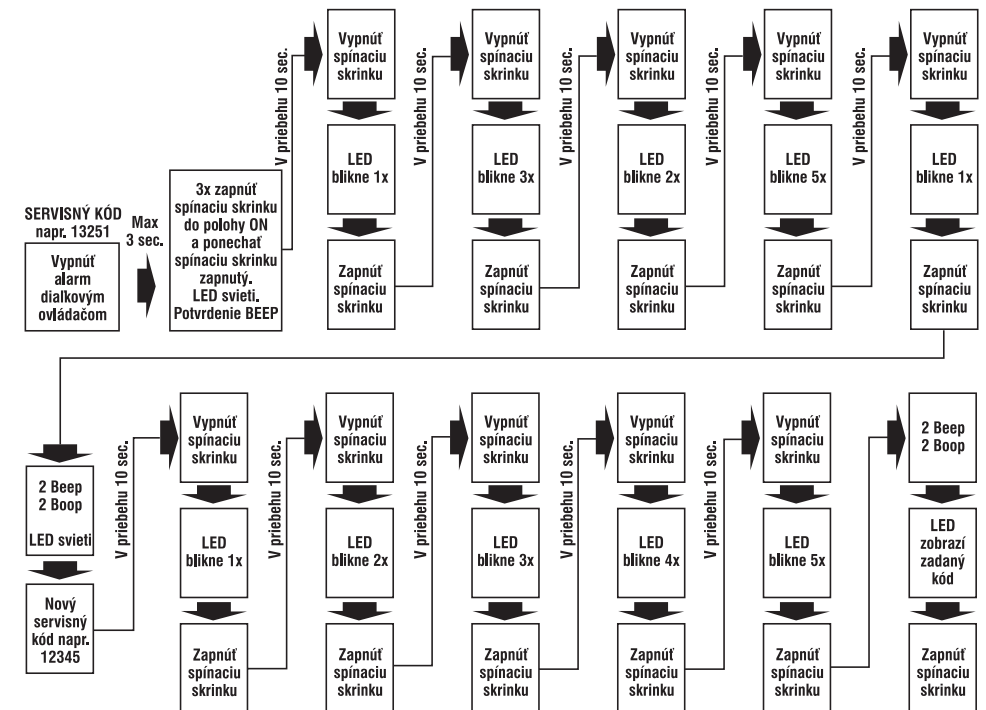 SERVISNÝ KÓD
napr. 13251
Vypnúť
alarm
diaľkovým
ovládačom
Max
3 sec.
3x zapnúť
spínaciu skrinku
do polohy ON
a ponechať
spínaciu skrinku
zapnutý.
LED svieti.
Potvrdenie BEEP
V priebehu 10 sec.
Vypnúť
spínaciu
skrinku
LED
blikne 1x
Zapnúť
spínaciu
skrinku
V priebehu 10 sec.
Vypnúť
spínaciu
skrinku
LED
blikne 3x
Zapnúť
spínaciu
skrinku
V priebehu 10 sec.
Vypnúť
spínaciu
skrinku
LED
blikne 2x
Zapnúť
spínaciu
skrinku
V priebehu 10 sec.
Vypnúť
spínaciu
skrinku
LED
blikne 5x
Zapnúť
spínaciu
skrinku
V priebehu 10 sec.
Vypnúť
spínaciu
skrinku
LED
blikne 1x
Zapnúť
spínaciu
skrinku
2 Beep
2 Boop
LED svieti
Nový
servisný
kód napr.
12345
V priebehu 10 sec.
Vypnúť
spínaciu
skrinku
LED
blikne 1x
Zapnúť
spínaciu
skrinku
V priebehu 10 sec.
Vypnúť
spínaciu
skrinku
LED
blikne 2x
Zapnúť
spínaciu
skrinku
V priebehu 10 sec.
Vypnúť
spínaciu
skrinku
LED
blikne 3x
Zapnúť
spínaciu
skrinku
V priebehu 10 sec.
Vypnúť
spínaciu
skrinku
LED
blikne 4x
Zapnúť
spínaciu
skrinku
V priebehu 10 sec.
Vypnúť
spínaciu
skrinku
LED
blikne 5x
Zapnúť
spínaciu
skrinku
2 Beep
2 Boop
LED
zobrazí
zadaný
kód
Zapnúť
spínaciu
skrinku